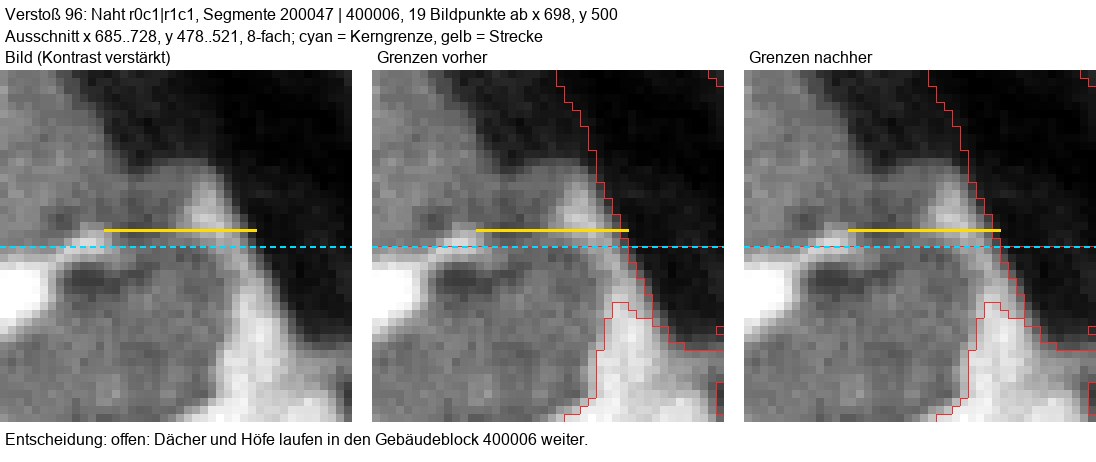 Verstoß 96: Naht r0c1|r1c1, Segmente 200047 | 400006, 19 Bildpunkte ab x 698, y 500
Ausschnitt x 685..728, y 478..521, 8-fach; cyan = Kerngrenze, gelb = Strecke
Bild (Kontrast verstärkt) Grenzen vorher Grenzen nachher
Entscheidung: offen: Dächer und Höfe laufen in den Gebäudeblock 400006 weiter.